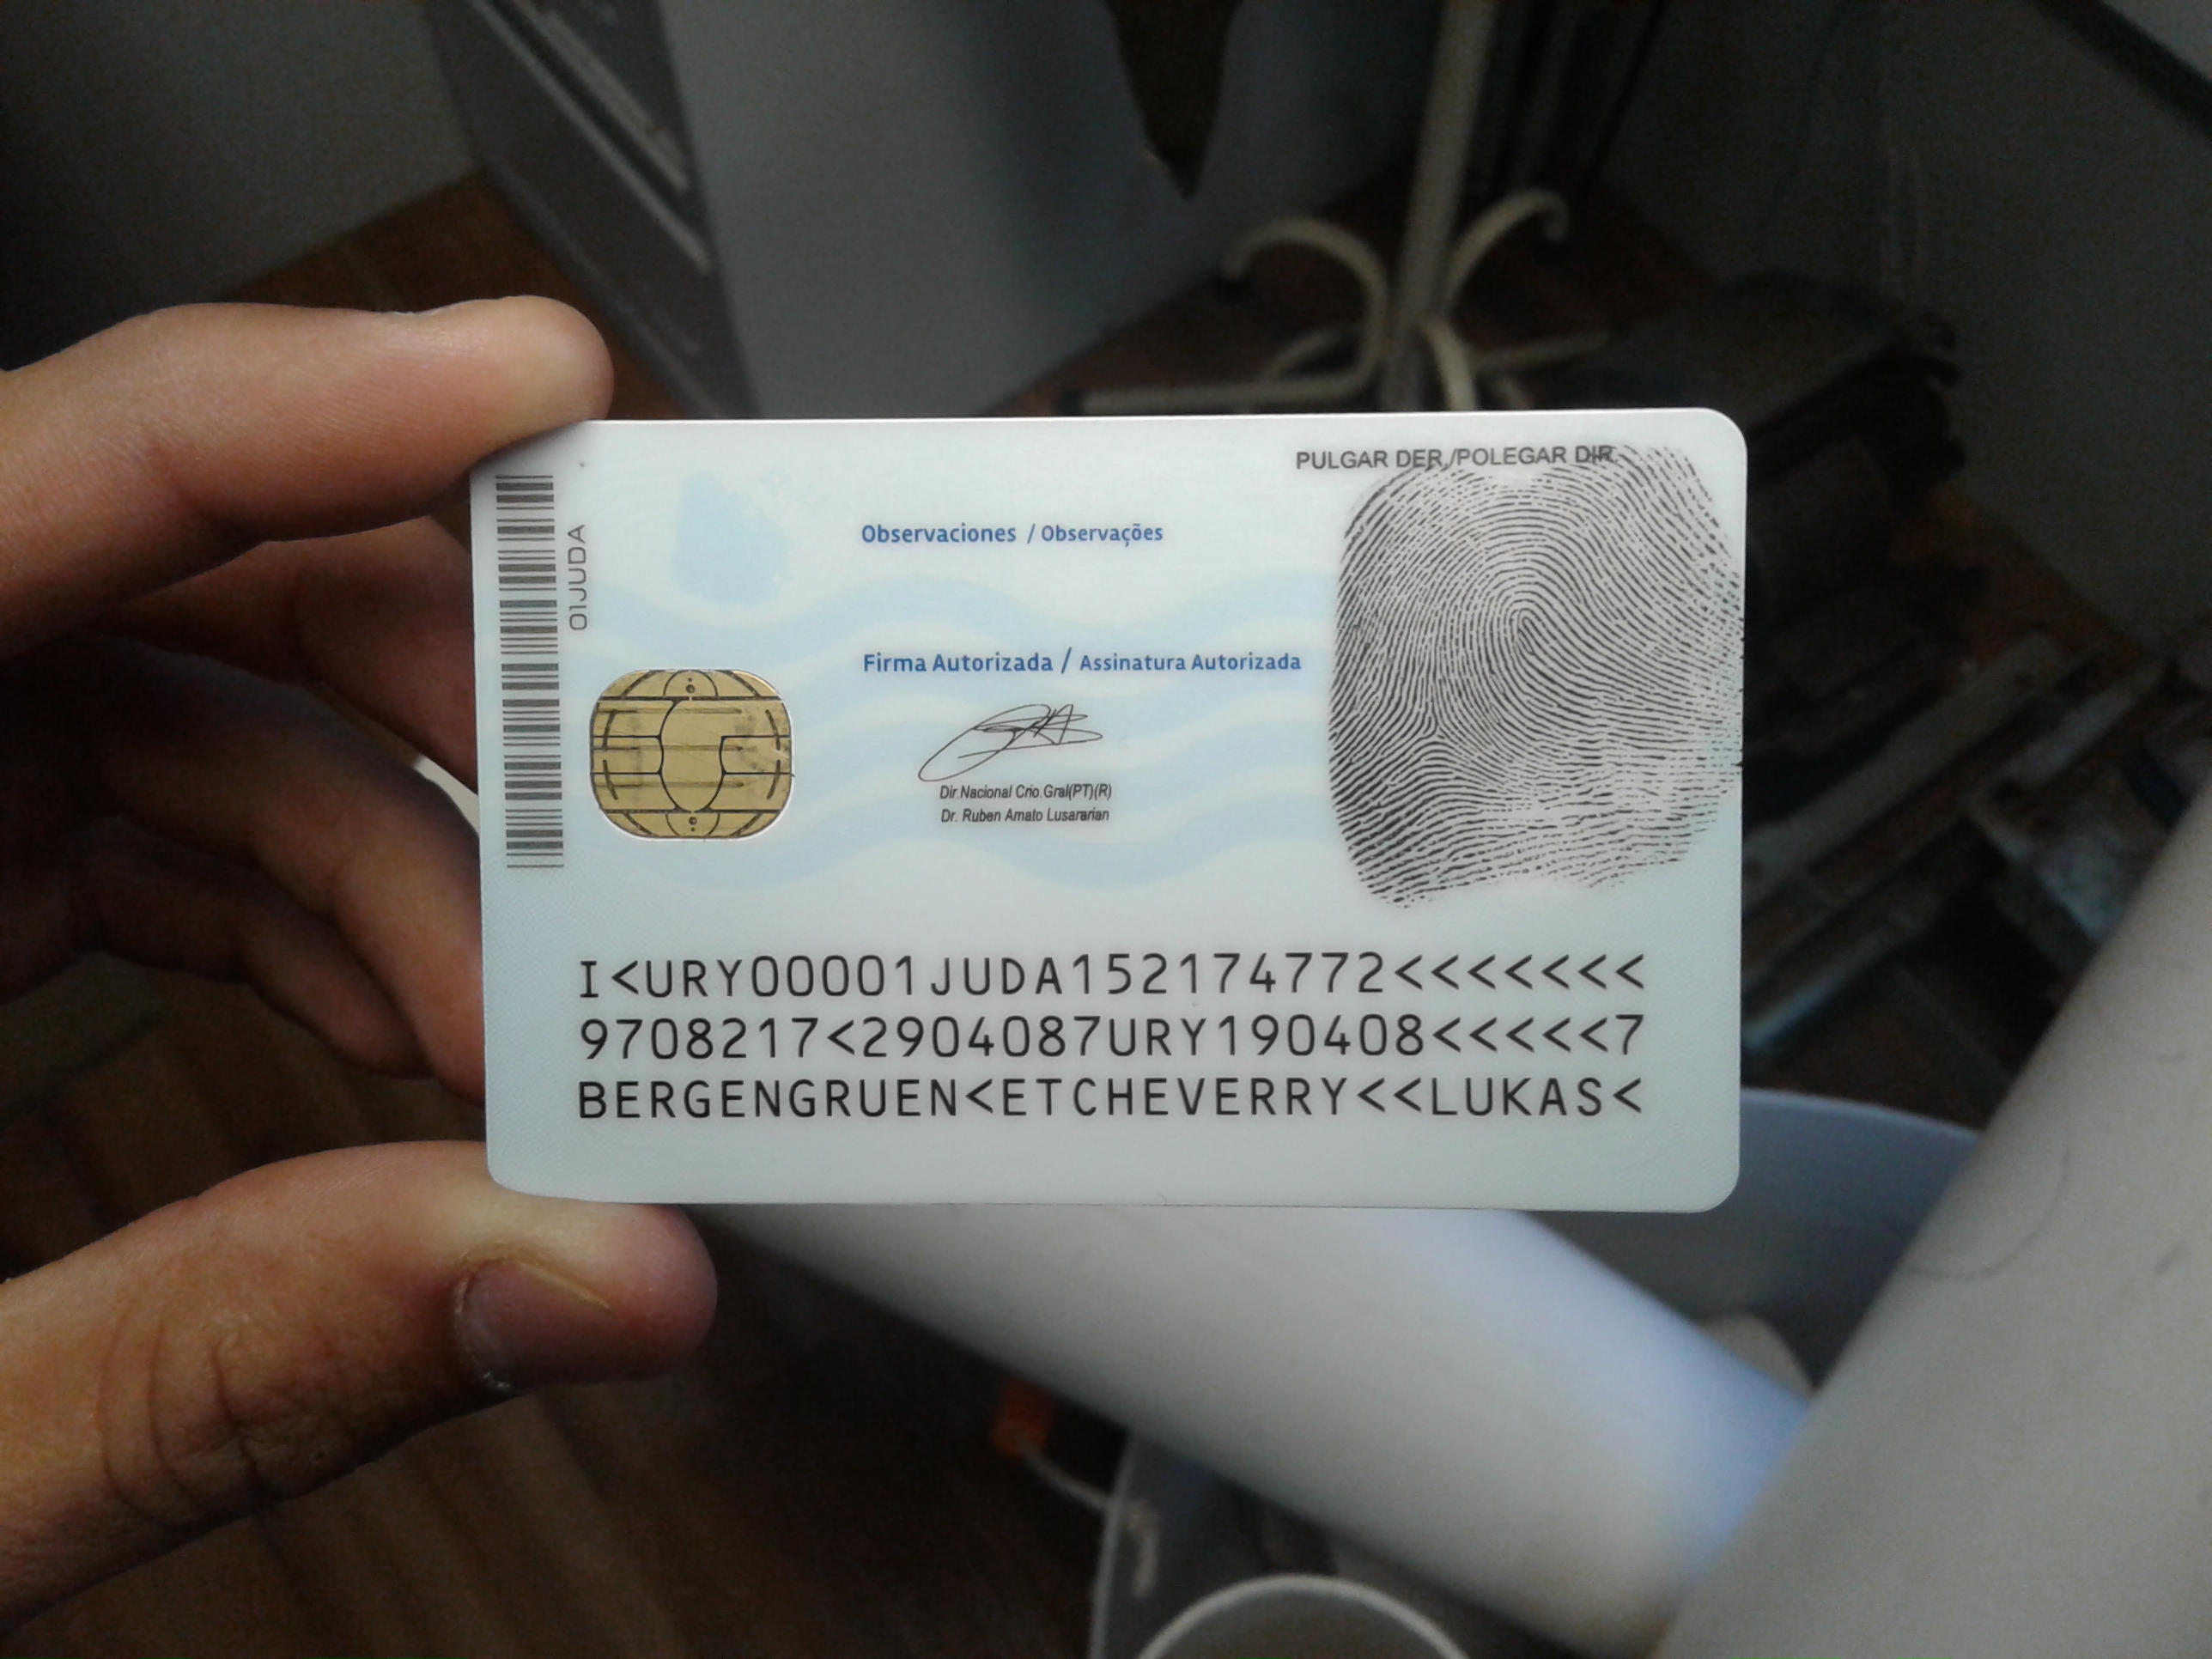 PULGAR DER./POLEGAR DIR.
01JUDA
Observaciones / Observações
Firma Autorizada / Assinatura Autorizada
Dir.Nacional Crio.Gral(PT)(R)
Dr. Ruben Amato Lusararian
I<URY00001JUDA152174772<<<<<<<
9708217<2904087URY190408<<<<<7
BERGENGRUEN<ETCHEVERRY<<LUKAS<